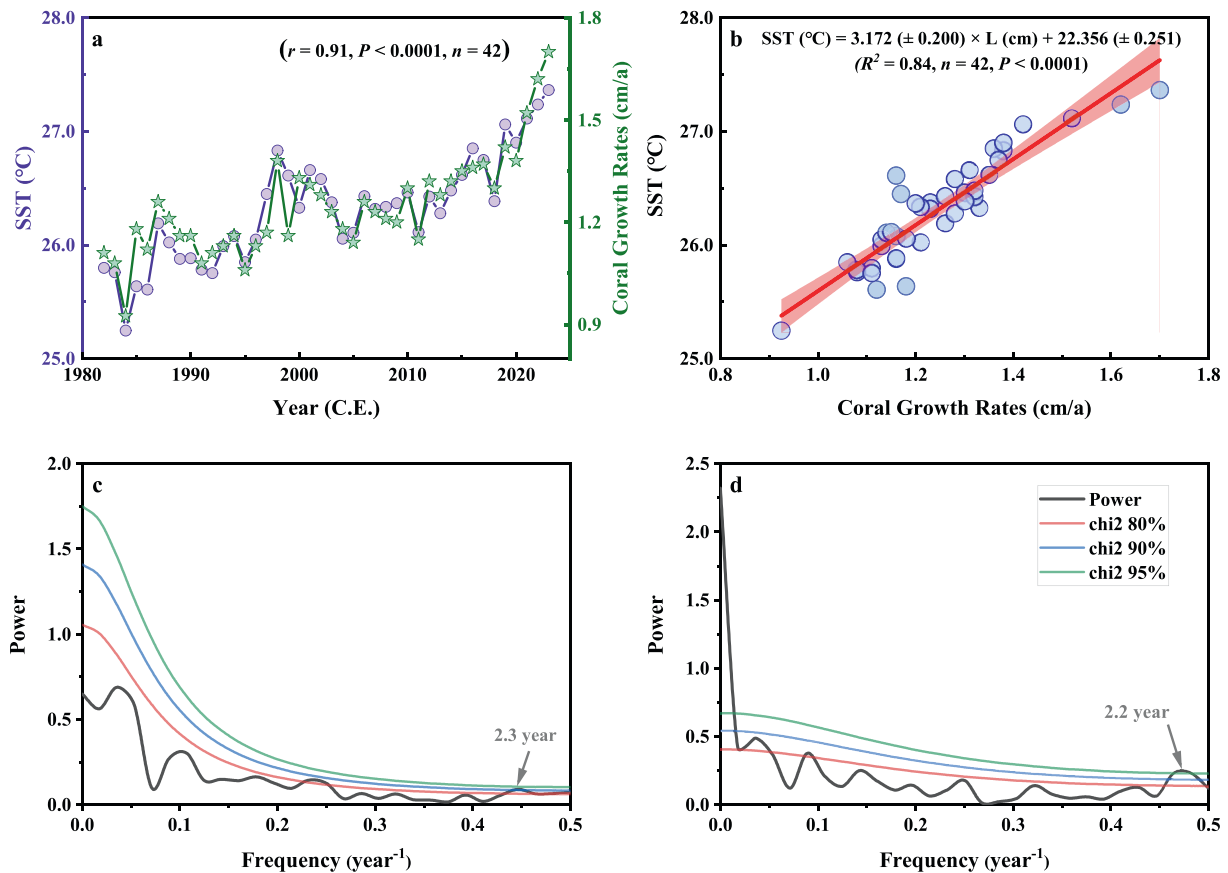 a
(r = 0.91, P < 0.0001, n = 42)
28.0
27.0
26.0
25.0
SST (℃)
1.8
1.5
1.2
0.9
Coral Growth Rates (cm/a)
1980
1990
2000
2010
2020
Year (C.E.)
b
SST (℃) = 3.172 (± 0.200) × L (cm) + 22.356 (± 0.251)
(R² = 0.84, n = 42, P < 0.0001)
28.0
27.0
26.0
25.0
SST (℃)
0.8
1.0
1.2
1.4
1.6
1.8
Coral Growth Rates (cm/a)
c
2.0
1.5
1.0
0.5
0.0
Power
2.3 year
0.0
0.1
0.2
0.3
0.4
0.5
Frequency (year⁻¹)
d
2.5
2.0
1.5
1.0
0.5
0.0
Power
Power
chi2 80%
chi2 90%
chi2 95%
2.2 year
0.0
0.1
0.2
0.3
0.4
0.5
Frequency (year⁻¹)